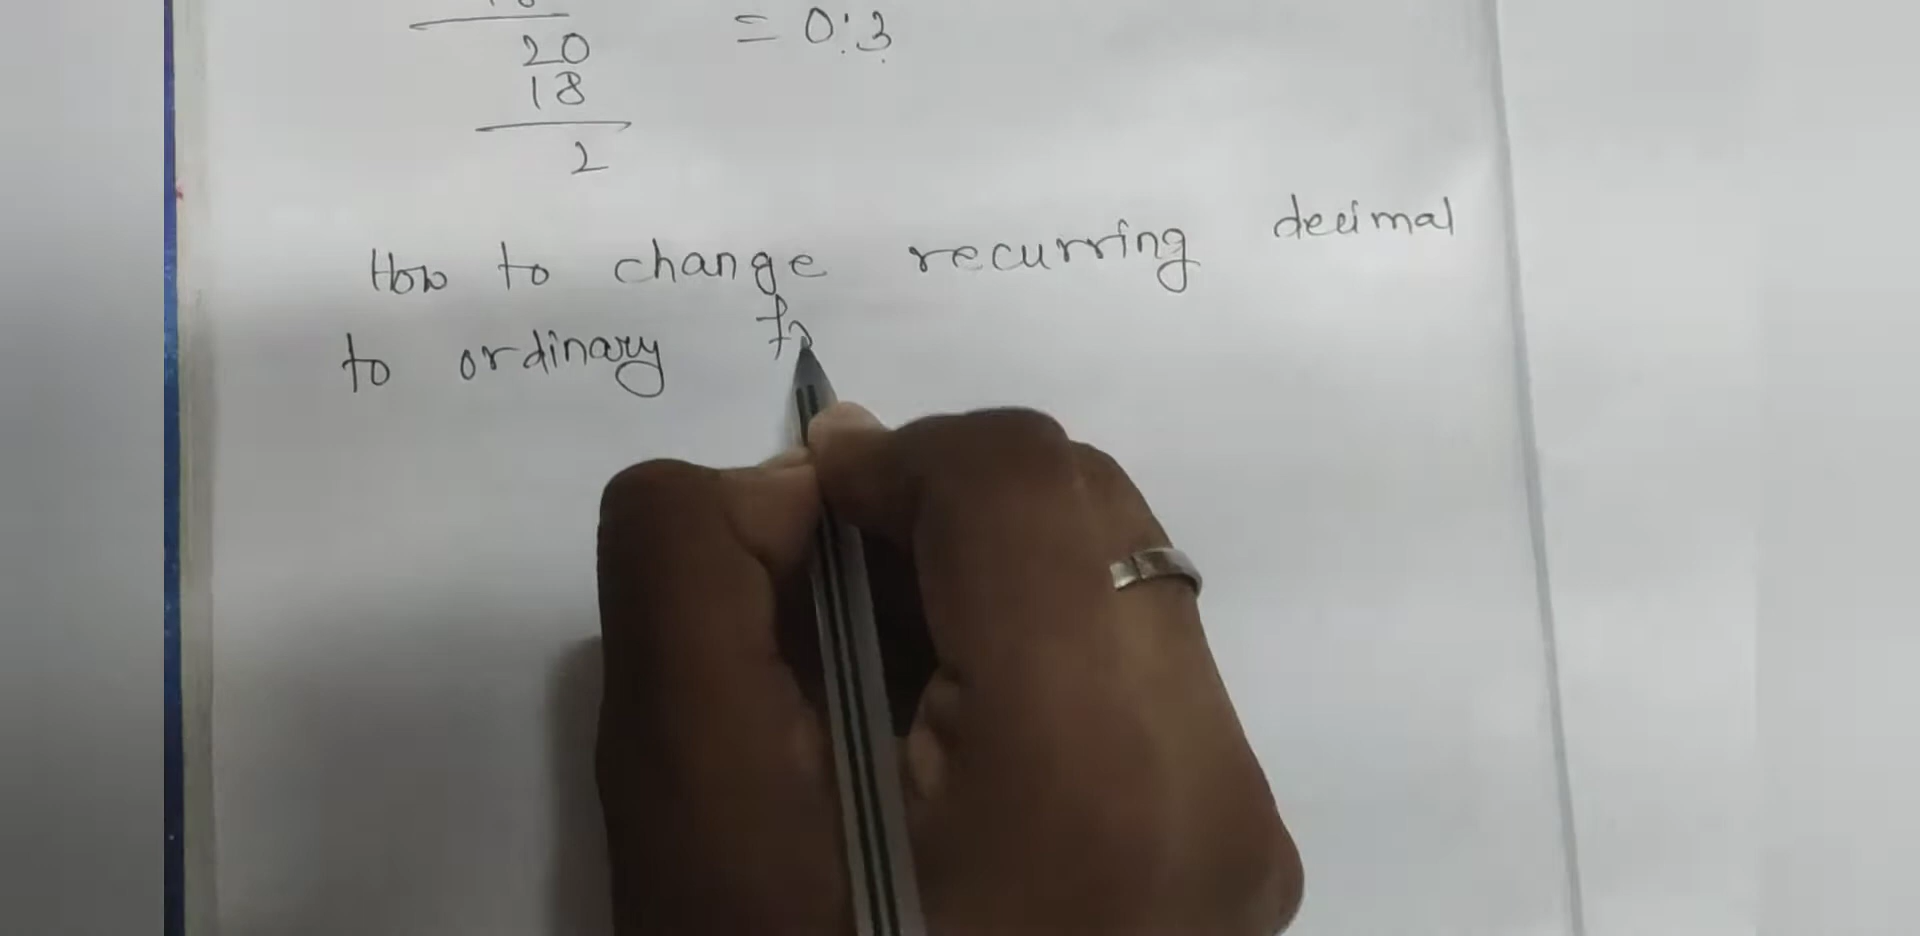 20 = 0.3
18
2
How to change recurring decimal
to ordinary